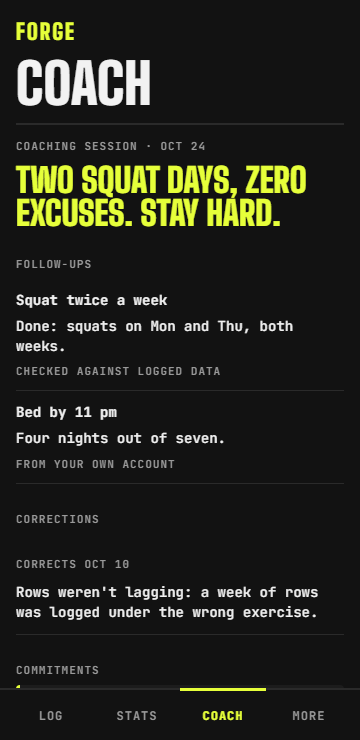 FORGE
COACH
COACHING SESSION · OCT 24
TWO SQUAT DAYS, ZERO
EXCUSES. STAY HARD.
FOLLOW-UPS
Squat twice a week
Done: squats on Mon and Thu, both
weeks.
CHECKED AGAINST LOGGED DATA
Bed by 11 pm
Four nights out of seven.
FROM YOUR OWN ACCOUNT
CORRECTIONS
CORRECTS OCT 10
Rows weren't lagging: a week of rows
was logged under the wrong exercise.
COMMITMENTS
LOG
STATS
COACH
MORE